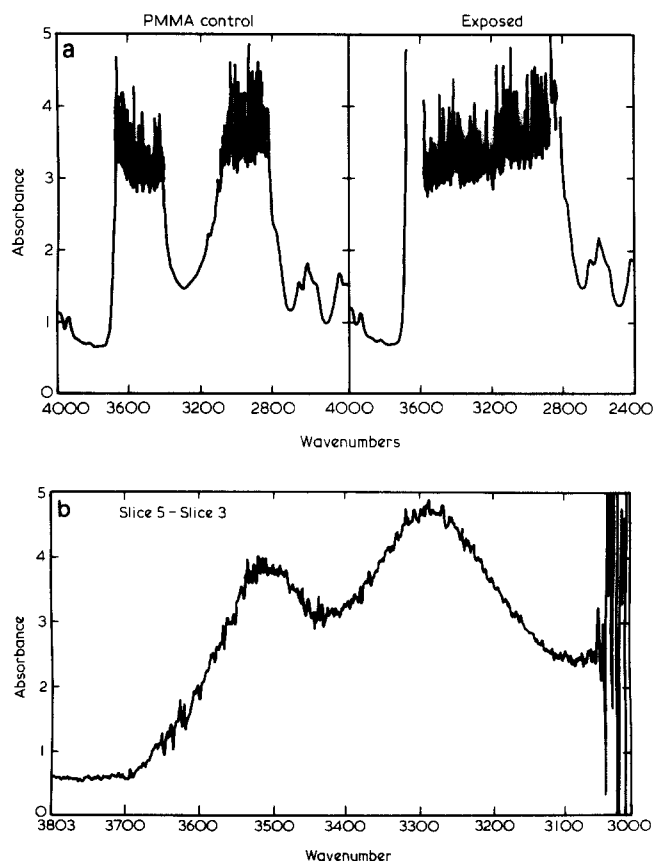 PMMA control Exposed
a
5
4
3
2
1
0
Absorbance
4000 3600 3200 2800 4000 3600 3200 2800 2400
Wavenumbers
b
Slice 5 – Slice 3
5
4
3
2
1
0
Absorbance
3803 3700 3600 3500 3400 3300 3200 3100 3000
Wavenumber